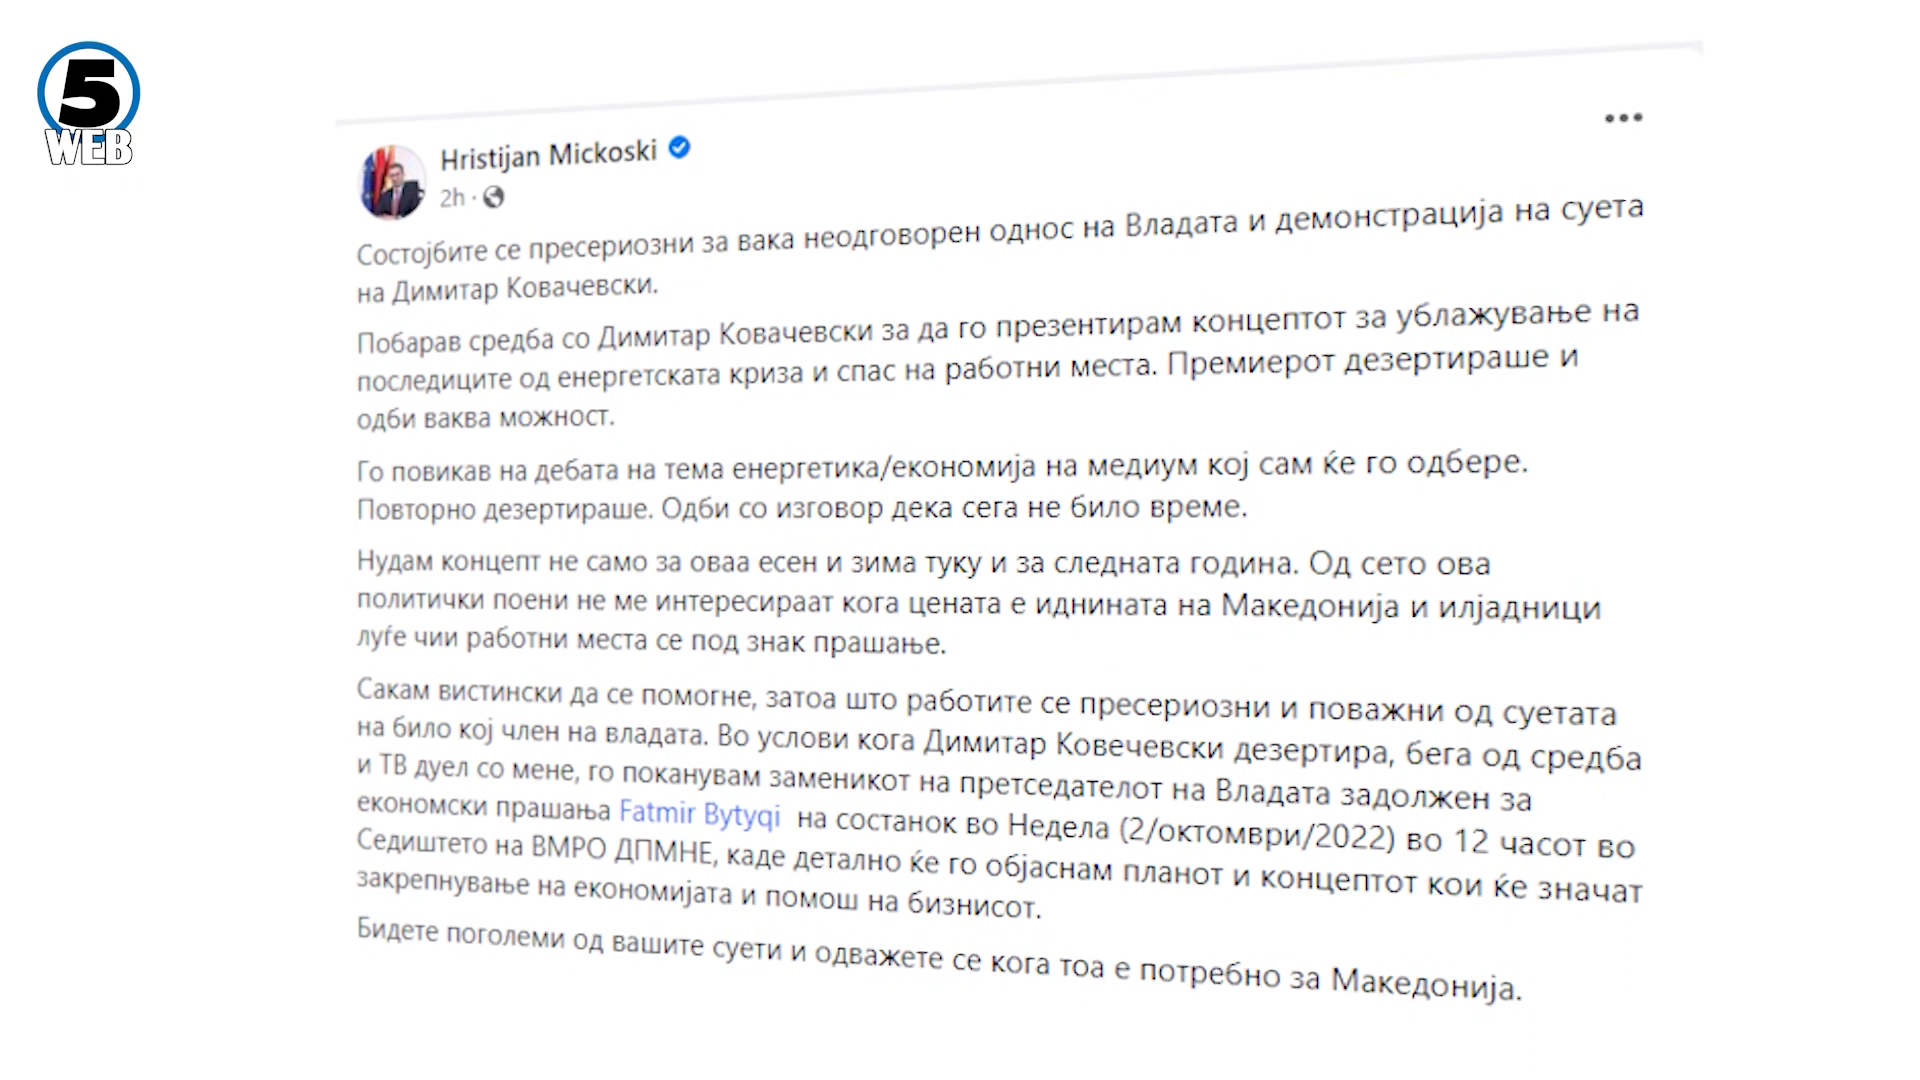 5
WEB
Hristijan Mickoski
2h ·
Состојбите се пресериозни за вака неодговорен однос на Владата и демонстрација на суета
на Димитар Ковачевски.
Побарав средба со Димитар Ковачевски за да го презентирам концептот за ублажување на
последиците од енергетската криза и спас на работни места. Премиерот дезертираше и
одби ваква можност.
Го повикав на дебата на тема енергетика/економија на медиум кој сам ќе го одбере.
Повторно дезертираше. Одби со изговор дека сега не било време.
Нудам концепт не само за оваа есен и зима туку и за следната година. Од сето ова
политички поени не ме интересираат кога цената е иднината на Македонија и илјадници
луѓе чии работни места се под знак прашање.
Сакам вистински да се помогне, затоа што работите се пресериозни и поважни од суетата
на било кој член на владата. Во услови кога Димитар Ковечевски дезертира, бега од средба
и ТВ дуел со мене, го поканувам заменикот на претседателот на Владата задолжен за
економски прашања Fatmir Bytyqi на состанок во Недела (2/октомври/2022) во 12 часот во
Седиштето на ВМРО ДПМНЕ, каде детално ќе го објаснам планот и концептот кои ќе значат
закрепнување на економијата и помош на бизнисот.
Бидете поголеми од вашите суети и одважете се кога тоа е потребно за Македонија.